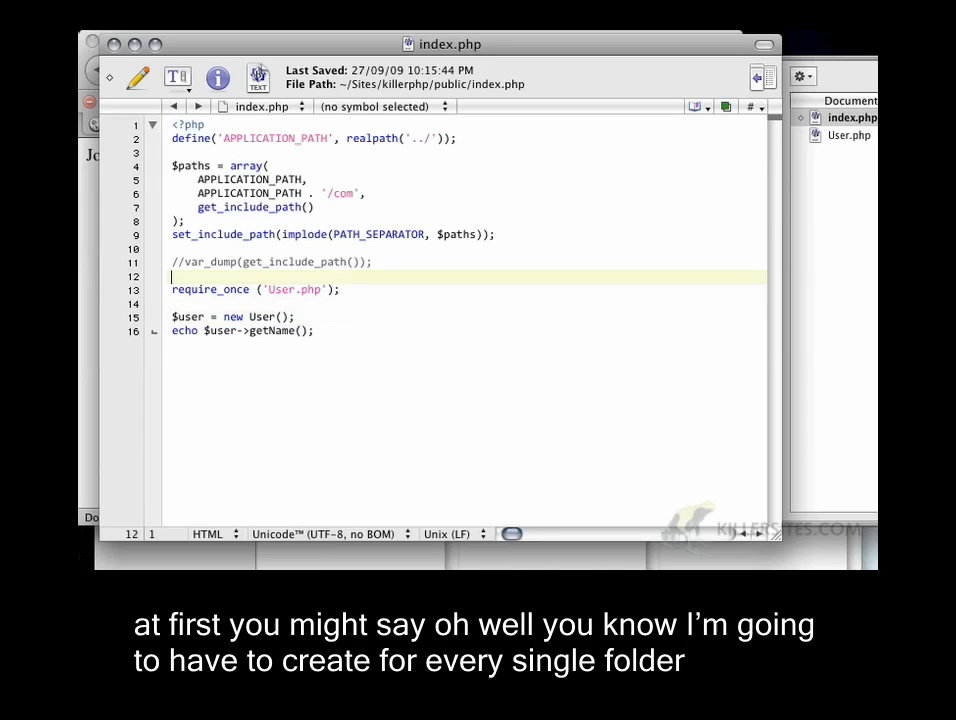 index.php
Last Saved: 27/09/09 10:15:44 PM
File Path: ~/Sites/killerphp/public/index.php
TEXT
index.php
(no symbol selected)
#
Document
index.php
User.php
Jo
1 <?php
2 define('APPLICATION_PATH', realpath('../'));
3
4 $paths = array(
5 APPLICATION_PATH,
6 APPLICATION_PATH . '/com',
7 get_include_path()
8 );
9 set_include_path(implode(PATH_SEPARATOR, $paths));
10
11 //var_dump(get_include_path());
12
13 require_once ('User.php');
14
15 $user = new User();
16 echo $user->getName();
Do
12 1 HTML Unicode™ (UTF-8, no BOM) Unix (LF)
KILLERSITES.COM
at first you might say oh well you know I'm going
to have to create for every single folder